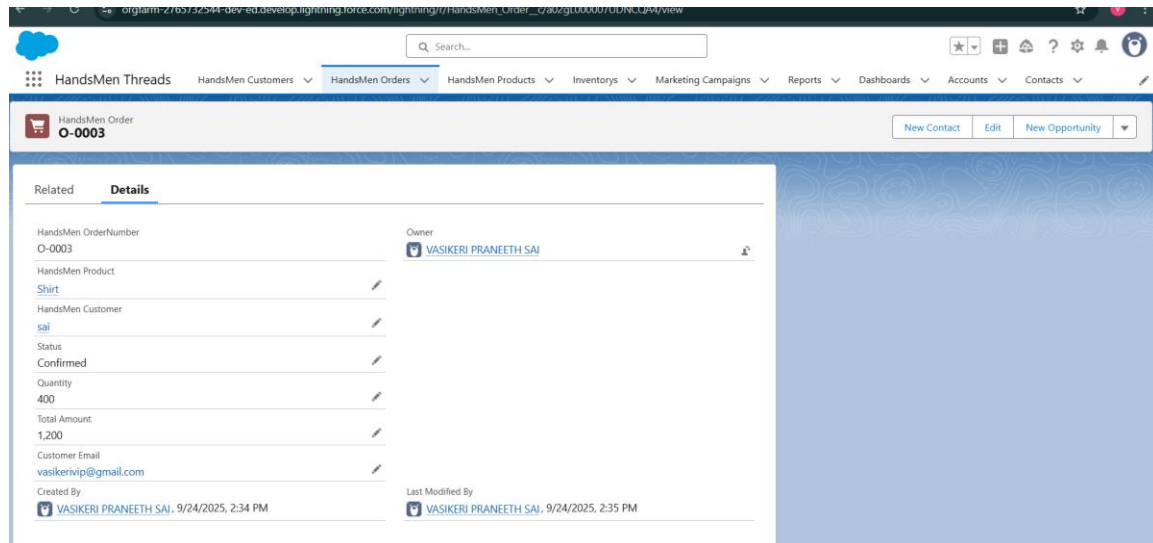 orgfarm-2765732544-dev-ed.develop.lightning.force.com/lightning/r/HandsMen_Order__c/a02gL000007UDNCQA4/view
Search...
HandsMen Threads HandsMen Customers HandsMen Orders HandsMen Products Inventorys Marketing Campaigns Reports Dashboards Accounts Contacts
HandsMen Order
O-0003
New Contact Edit New Opportunity
Related Details
HandsMen OrderNumber Owner
O-0003 VASIKERI PRANEETH SAI
HandsMen Product
Shirt
HandsMen Customer
sai
Status
Confirmed
Quantity
400
Total Amount
1,200
Customer Email
vasikerivip@gmail.com
Created By Last Modified By
VASIKERI PRANEETH SAI, 9/24/2025, 2:34 PM VASIKERI PRANEETH SAI, 9/24/2025, 2:35 PM